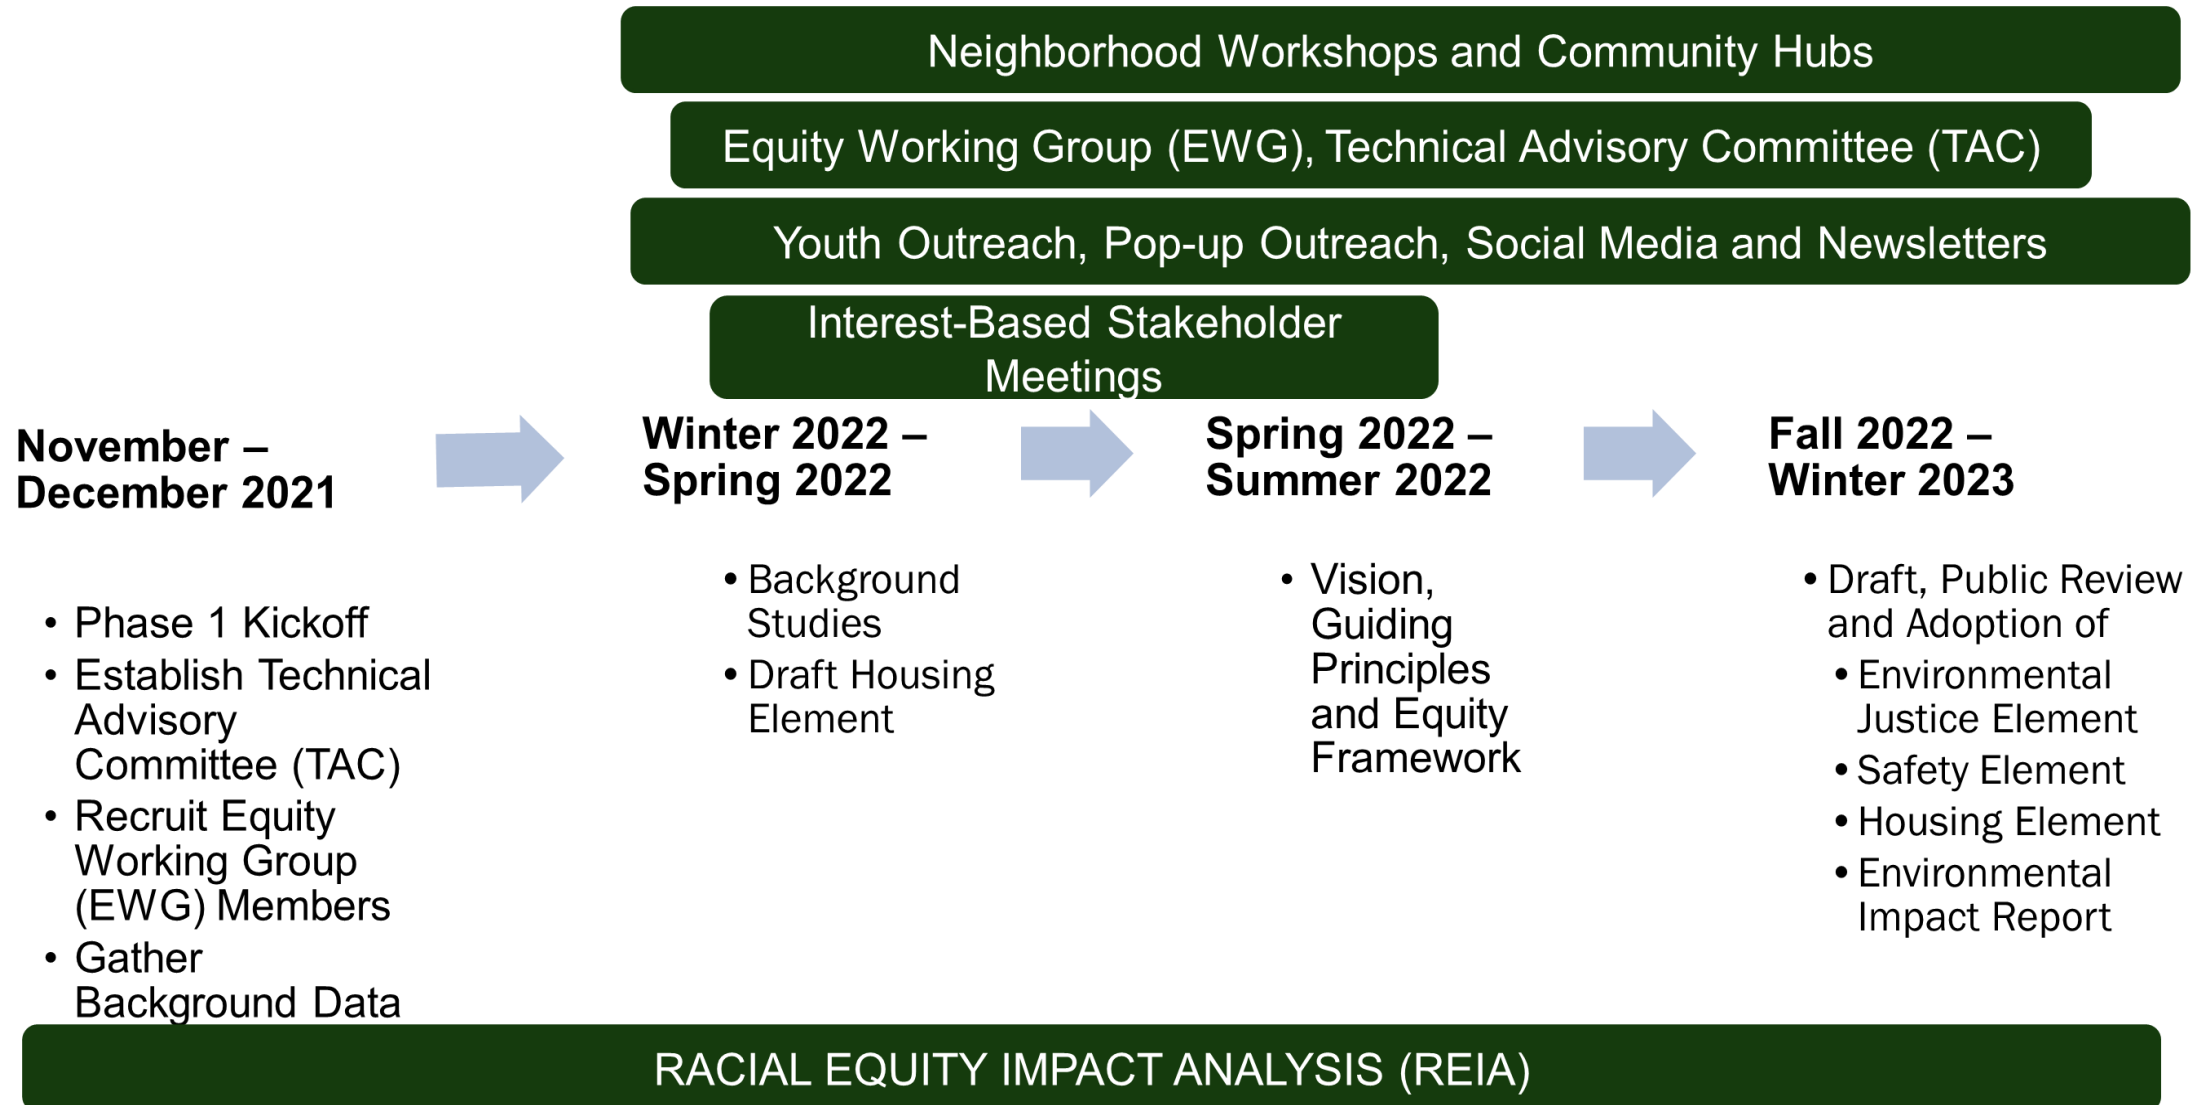 Neighborhood Workshops and Community Hubs
Equity Working Group (EWG), Technical Advisory Committee (TAC)
Youth Outreach, Pop-up Outreach, Social Media and Newsletters
Interest-Based Stakeholder
Meetings
November –
December 2021
• Phase 1 Kickoff
• Establish Technical
Advisory
Committee (TAC)
• Recruit Equity
Working Group
(EWG) Members
• Gather
Background Data
Winter 2022 –
Spring 2022
• Background
Studies
• Draft Housing
Element
Spring 2022 –
Summer 2022
• Vision,
Guiding
Principles
and Equity
Framework
Fall 2022 –
Winter 2023
• Draft, Public Review
and Adoption of
• Environmental
Justice Element
• Safety Element
• Housing Element
• Environmental
Impact Report
RACIAL EQUITY IMPACT ANALYSIS (REIA)